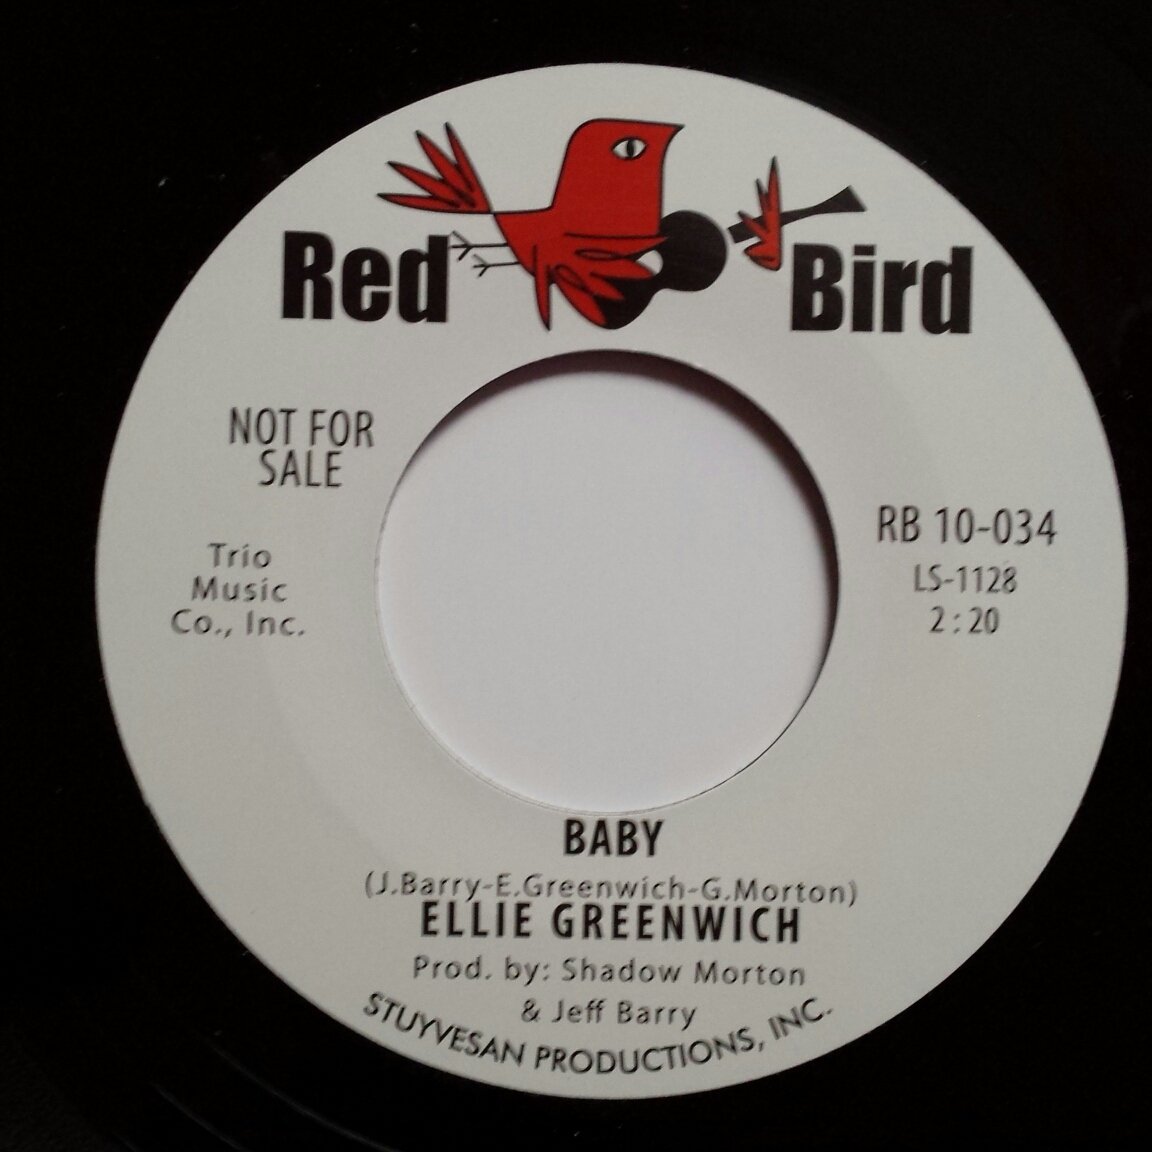 Red Bird
NOT FOR
SALE
Trio
Music
Co., Inc.
RB 10-034
LS-1128
2:20
BABY
(J.Barry-E.Greenwich-G.Morton)
ELLIE GREENWICH
Prod. by: Shadow Morton
& Jeff Barry
STUYVESAN PRODUCTIONS, INC.